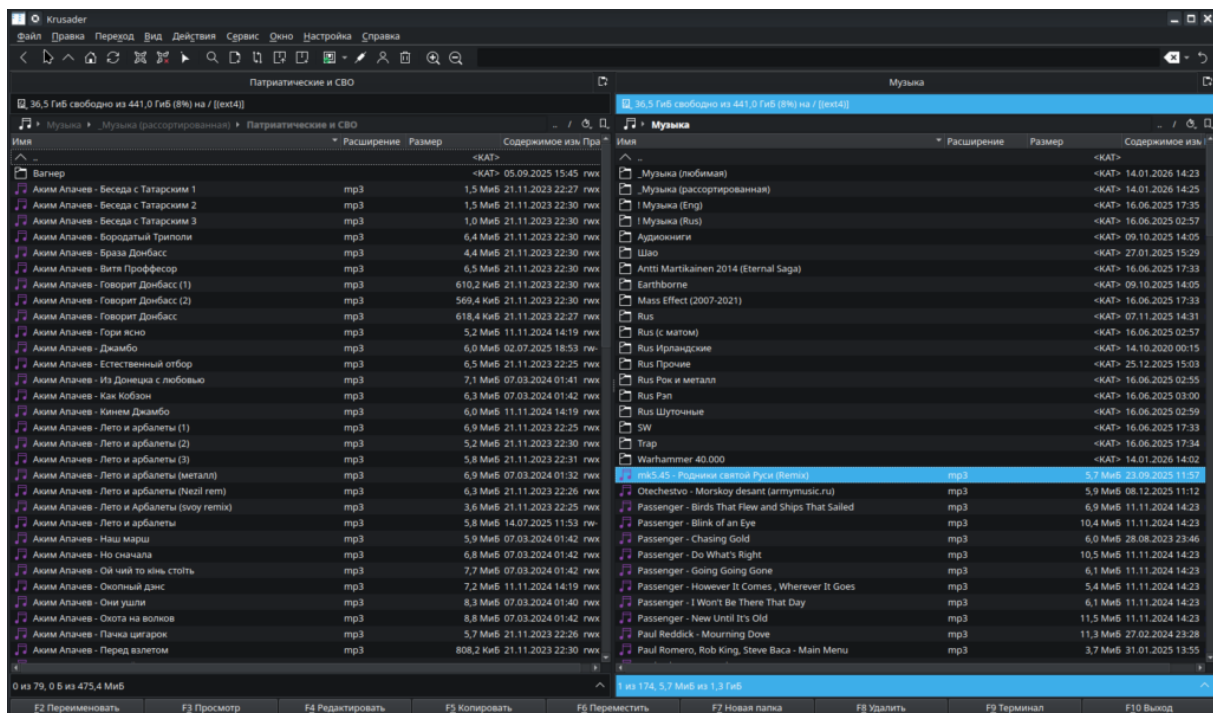 Krusader
Файл Правка Переход Вид Действия Сервис Окно Настройка Справка
Патриатические и СВО
36,5 ГиБ свободно из 441,0 ГиБ (8%) на / [(ext4)]
Музыка _Музыка (рассортированная) Патриатические и СВО .. /
Имя Расширение Размер Содержимое изм Пра
.. <КАТ>
Вагнер <КАТ> 05.09.2025 15:45 rwx
Аким Апачев - Беседа с Татарским 1 mp3 1,5 МиБ 21.11.2023 22:27 rwx
Аким Апачев - Беседа с Татарским 2 mp3 1,5 МиБ 21.11.2023 22:30 rwx
Аким Апачев - Беседа с Татарским 3 mp3 1,0 МиБ 21.11.2023 22:30 rwx
Аким Апачев - Бородатый Триполи mp3 6,4 МиБ 21.11.2023 22:30 rwx
Аким Апачев - Браза Донбасс mp3 4,4 МиБ 21.11.2023 22:30 rwx
Аким Апачев - Витя Проффесор mp3 6,5 МиБ 21.11.2023 22:30 rwx
Аким Апачев - Говорит Донбасс (1) mp3 610,2 КиБ 21.11.2023 22:30 rwx
Аким Апачев - Говорит Донбасс (2) mp3 569,4 КиБ 21.11.2023 22:30 rwx
Аким Апачев - Говорит Донбасс mp3 618,4 КиБ 21.11.2023 22:27 rwx
Аким Апачев - Гори ясно mp3 5,2 МиБ 11.11.2024 14:19 rwx
Аким Апачев - Джамбо mp3 6,0 МиБ 02.07.2025 18:53 rw-
Аким Апачев - Естественный отбор mp3 6,5 МиБ 21.11.2023 22:25 rwx
Аким Апачев - Из Донецка с любовью mp3 7,1 МиБ 07.03.2024 01:41 rwx
Аким Апачев - Как Кобзон mp3 6,3 МиБ 07.03.2024 01:42 rwx
Аким Апачев - Кинем Джамбо mp3 6,0 МиБ 11.11.2024 14:19 rwx
Аким Апачев - Лето и арбалеты (1) mp3 6,9 МиБ 21.11.2023 22:25 rwx
Аким Апачев - Лето и арбалеты (2) mp3 5,2 МиБ 21.11.2023 22:30 rwx
Аким Апачев - Лето и арбалеты (3) mp3 5,8 МиБ 21.11.2023 22:31 rwx
Аким Апачев - Лето и арбалеты (металл) mp3 6,9 МиБ 07.03.2024 01:32 rwx
Аким Апачев - Лето и арбалеты (Nezil rem) mp3 6,3 МиБ 21.11.2023 22:26 rwx
Аким Апачев - Лето и Арбалеты (svoy remix) mp3 3,6 МиБ 21.11.2023 22:25 rwx
Аким Апачев - Лето и арбалеты mp3 5,8 МиБ 14.07.2025 11:53 rw-
Аким Апачев - Наш марш mp3 5,9 МиБ 07.03.2024 01:42 rwx
Аким Апачев - Но сначала mp3 6,8 МиБ 07.03.2024 01:42 rwx
Аким Апачев - Ой чий то кінь стоїть mp3 7,7 МиБ 07.03.2024 01:42 rwx
Аким Апачев - Окопный дэнс mp3 7,2 МиБ 11.11.2024 14:19 rwx
Аким Апачев - Они ушли mp3 8,3 МиБ 07.03.2024 01:40 rwx
Аким Апачев - Охота на волков mp3 8,8 МиБ 07.03.2024 01:42 rwx
Аким Апачев - Пачка цигарок mp3 5,7 МиБ 21.11.2023 22:26 rwx
Аким Апачев - Перед взлетом mp3 808,2 КиБ 21.11.2023 22:30 rwx
0 из 79, 0 Б из 475,4 МиБ
Музыка
36,5 ГиБ свободно из 441,0 ГиБ (8%) на / [(ext4)]
Музыка .. /
Имя Расширение Размер Содержимое изм
.. <КАТ>
_Музыка (любимая) <КАТ> 14.01.2026 14:23
_Музыка (рассортированная) <КАТ> 14.01.2026 14:25
! Музыка (Eng) <КАТ> 16.06.2025 17:35
! Музыка (Rus) <КАТ> 16.06.2025 02:57
Аудиокниги <КАТ> 09.10.2025 14:05
Шао <КАТ> 27.01.2025 15:29
Antti Martikainen 2014 (Eternal Saga) <КАТ> 16.06.2025 17:33
Earthborne <КАТ> 09.10.2025 14:05
Mass Effect (2007-2021) <КАТ> 16.06.2025 17:33
Rus <КАТ> 07.11.2025 14:31
Rus (с матом) <КАТ> 16.06.2025 02:57
Rus Ирландские <КАТ> 14.10.2020 00:15
Rus Прочие <КАТ> 25.12.2025 15:03
Rus Рок и металл <КАТ> 16.06.2025 02:55
Rus Рэп <КАТ> 16.06.2025 03:00
Rus Шуточные <КАТ> 16.06.2025 02:59
SW <КАТ> 16.06.2025 17:33
Trap <КАТ> 16.06.2025 17:34
Warhammer 40.000 <КАТ> 14.01.2026 14:02
mk5.45 - Родники святой Руси (Remix) mp3 5,7 МиБ 23.09.2025 11:57
Otechestvo - Morskoy desant (armymusic.ru) mp3 5,9 МиБ 08.12.2025 11:12
Passenger - Birds That Flew and Ships That Sailed mp3 6,9 МиБ 11.11.2024 14:23
Passenger - Blink of an Eye mp3 10,4 МиБ 11.11.2024 14:23
Passenger - Chasing Gold mp3 6,0 МиБ 28.08.2023 23:46
Passenger - Do What's Right mp3 10,5 МиБ 11.11.2024 14:23
Passenger - Going Going Gone mp3 6,1 МиБ 11.11.2024 14:23
Passenger - However It Comes , Wherever It Goes mp3 5,4 МиБ 11.11.2024 14:23
Passenger - I Won't Be There That Day mp3 6,1 МиБ 11.11.2024 14:23
Passenger - New Until It's Old mp3 11,5 МиБ 11.11.2024 14:23
Paul Reddick - Mourning Dove mp3 11,3 МиБ 27.02.2024 23:28
Paul Romero, Rob King, Steve Baca - Main Menu mp3 3,7 МиБ 31.01.2025 13:55
1 из 174, 5,7 МиБ из 1,3 ГиБ
F2 Переименовать F3 Просмотр F4 Редактировать F5 Копировать F6 Переместить F7 Новая папка F8 Удалить F9 Терминал F10 Выход